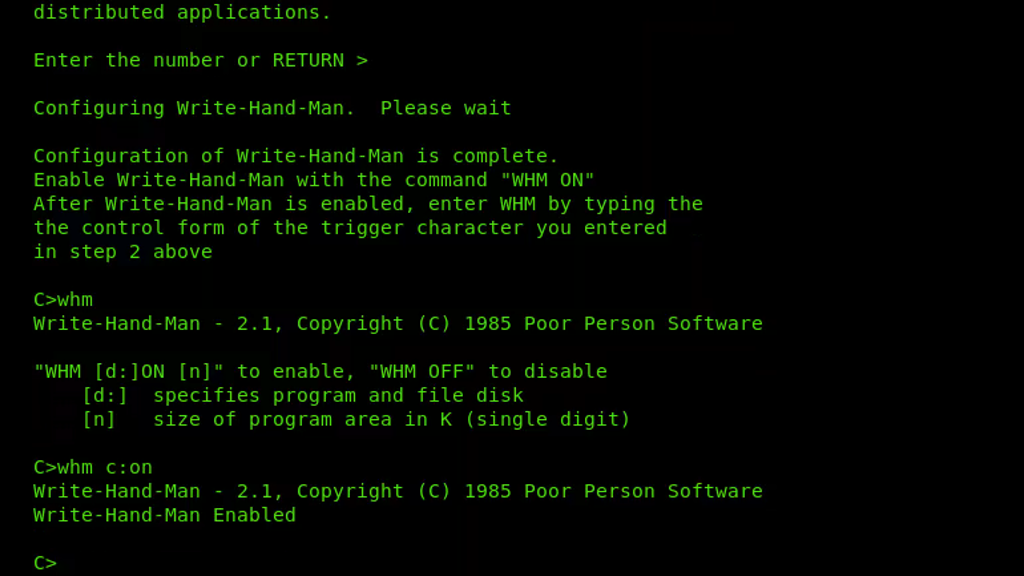 distributed applications.
Enter the number or RETURN >
Configuring Write-Hand-Man.  Please wait
Configuration of Write-Hand-Man is complete.
Enable Write-Hand-Man with the command "WHM ON"
After Write-Hand-Man is enabled, enter WHM by typing the
the control form of the trigger character you entered
in step 2 above
C>whm
Write-Hand-Man - 2.1, Copyright (C) 1985 Poor Person Software
"WHM [d:]ON [n]" to enable, "WHM OFF" to disable
    [d:]  specifies program and file disk
    [n]   size of program area in K (single digit)
C>whm c:on
Write-Hand-Man - 2.1, Copyright (C) 1985 Poor Person Software
Write-Hand-Man Enabled
C>